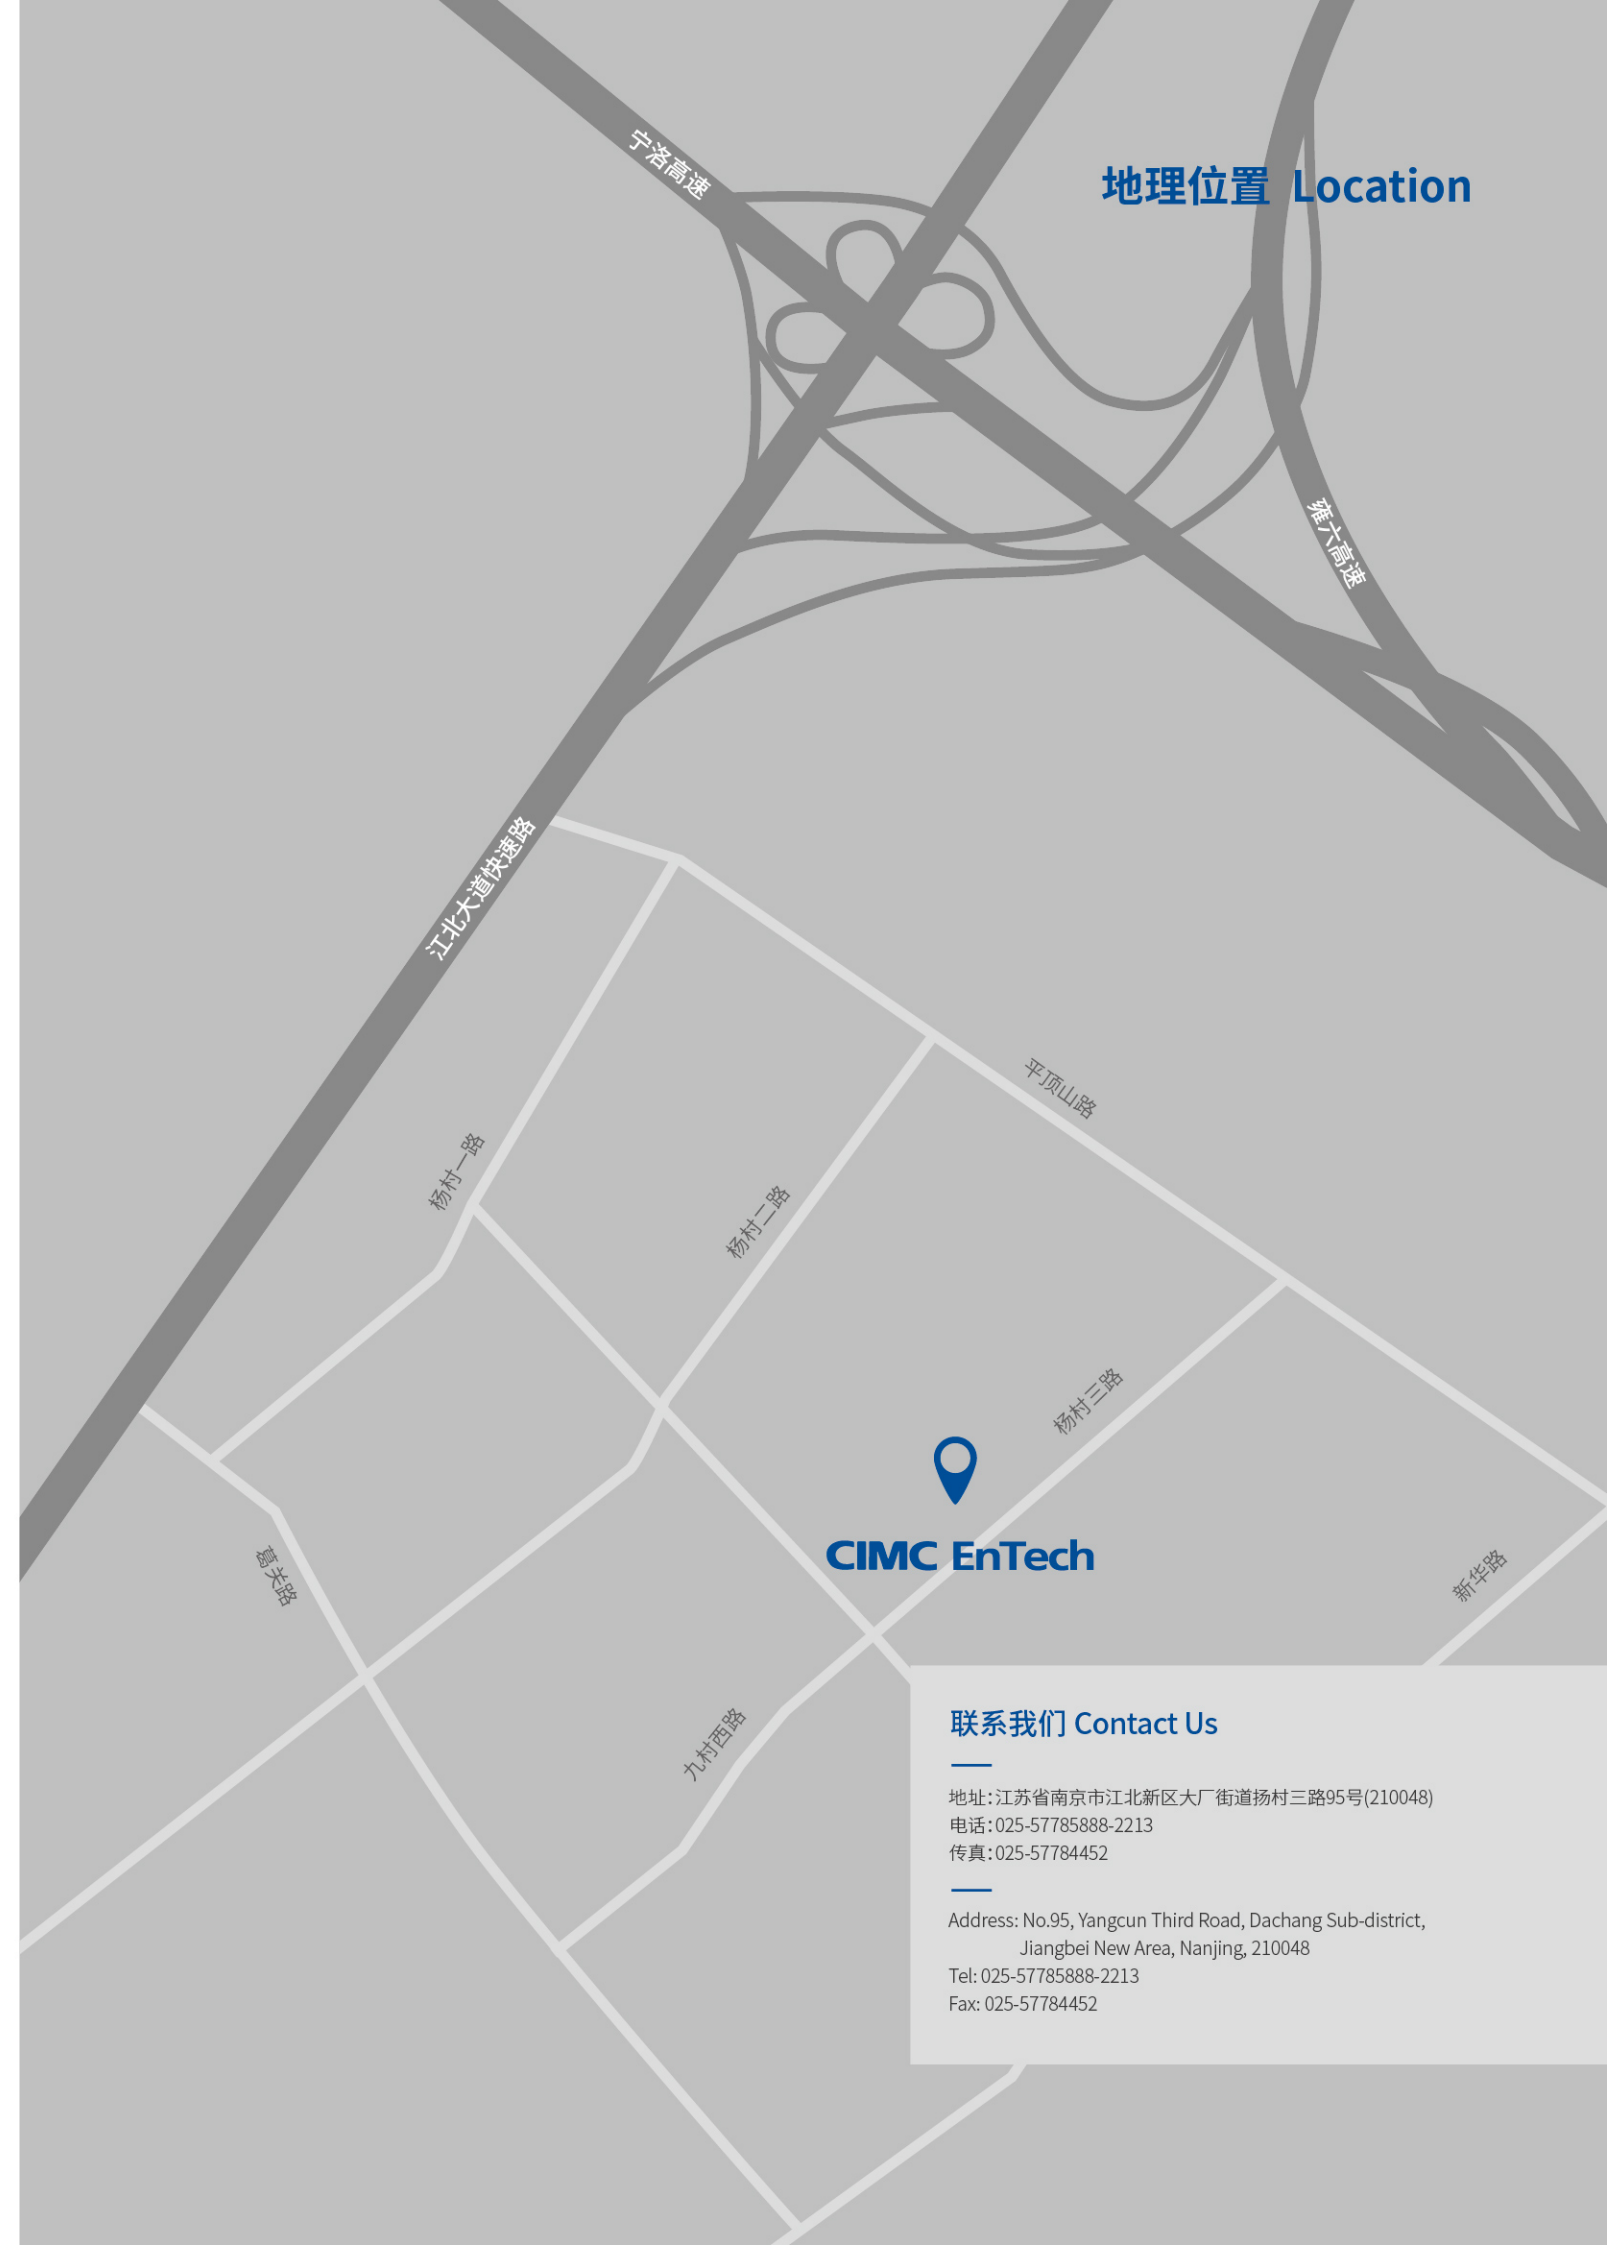 地理位置 Location
宁洛高速
雍六高速
江北大道快速路
平顶山路
杨村一路
杨村二路
杨村三路
CIMC EnTech
葛关路
新华路
九村西路
联系我们 Contact Us
地址：江苏省南京市江北新区大厂街道扬村三路95号(210048)
电话：025-57785888-2213
传真：025-57784452
Address: No.95, Yangcun Third Road, Dachang Sub-district,
Jiangbei New Area, Nanjing, 210048
Tel: 025-57785888-2213
Fax: 025-57784452